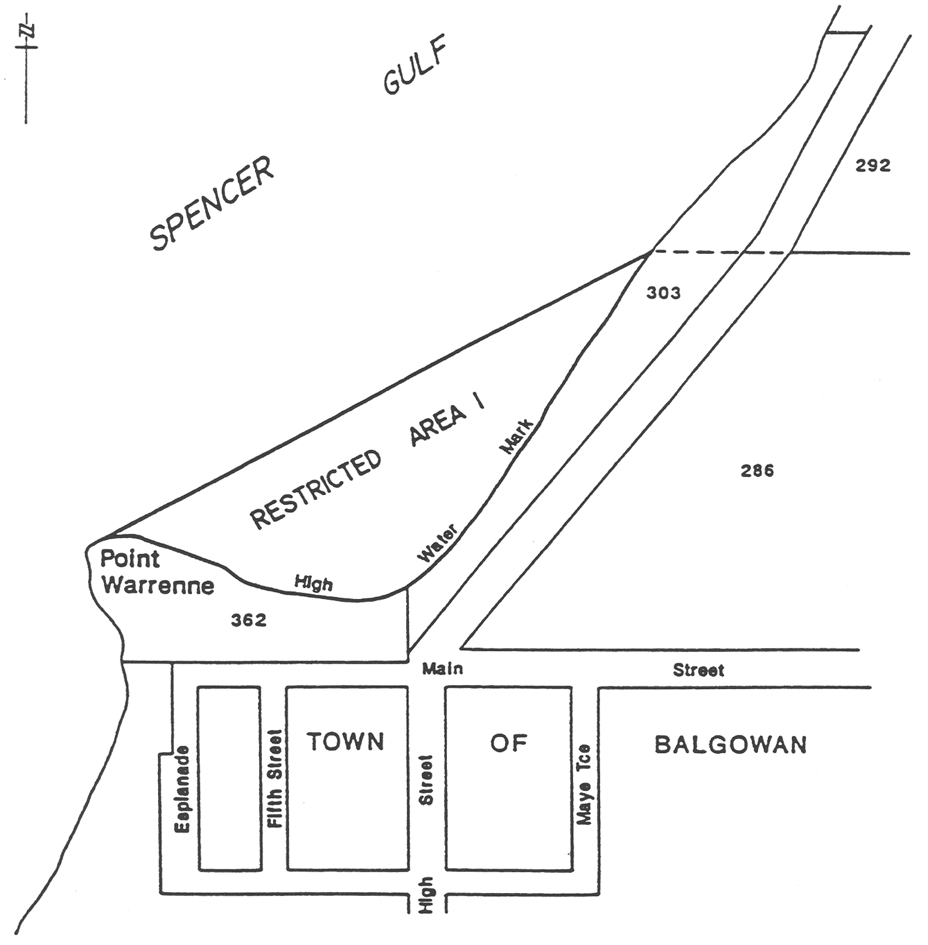 N
SPENCER GULF
292
303
RESTRICTED AREA 1
286
High Water Mark
Point
Warrenne
362
Main Street
TOWN OF BALGOWAN
Esplanade
Fifth Street
High Street
Maye Tce